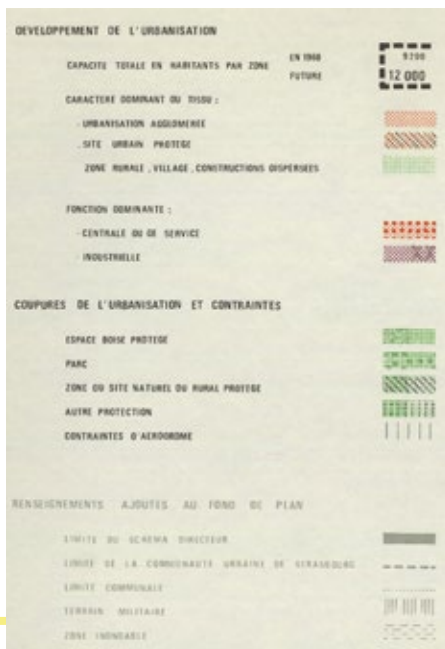 DEVELOPPEMENT DE L'URBANISATION
CAPACITE TOTALE EN HABITANTS PAR ZONE
EN 1968
9700
FUTURE
12 000
CARACTERE DOMINANT DU TISSU :
- URBANISATION AGGLOMEREE
- SITE URBAIN PROTEGE
ZONE RURALE , VILLAGE , CONSTRUCTIONS DISPERSEES
FONCTION DOMINANTE :
- CENTRALE OU DE SERVICE
- INDUSTRIELLE
COUPURES DE L'URBANISATION ET CONTRAINTES
ESPACE BOISE PROTEGE
PARC
ZONE OU SITE NATUREL OU RURAL PROTEGE
AUTRE PROTECTION
CONTRAINTES D'AERODROME
RENSEIGNEMENTS AJOUTES AU FOND DE PLAN
LIMITE DU SCHEMA DIRECTEUR
LIMITE DE LA COMMUNAUTE URBAINE DE STRASBOURG
LIMITE COMMUNALE
TERRAIN MILITAIRE
ZONE INONDABLE